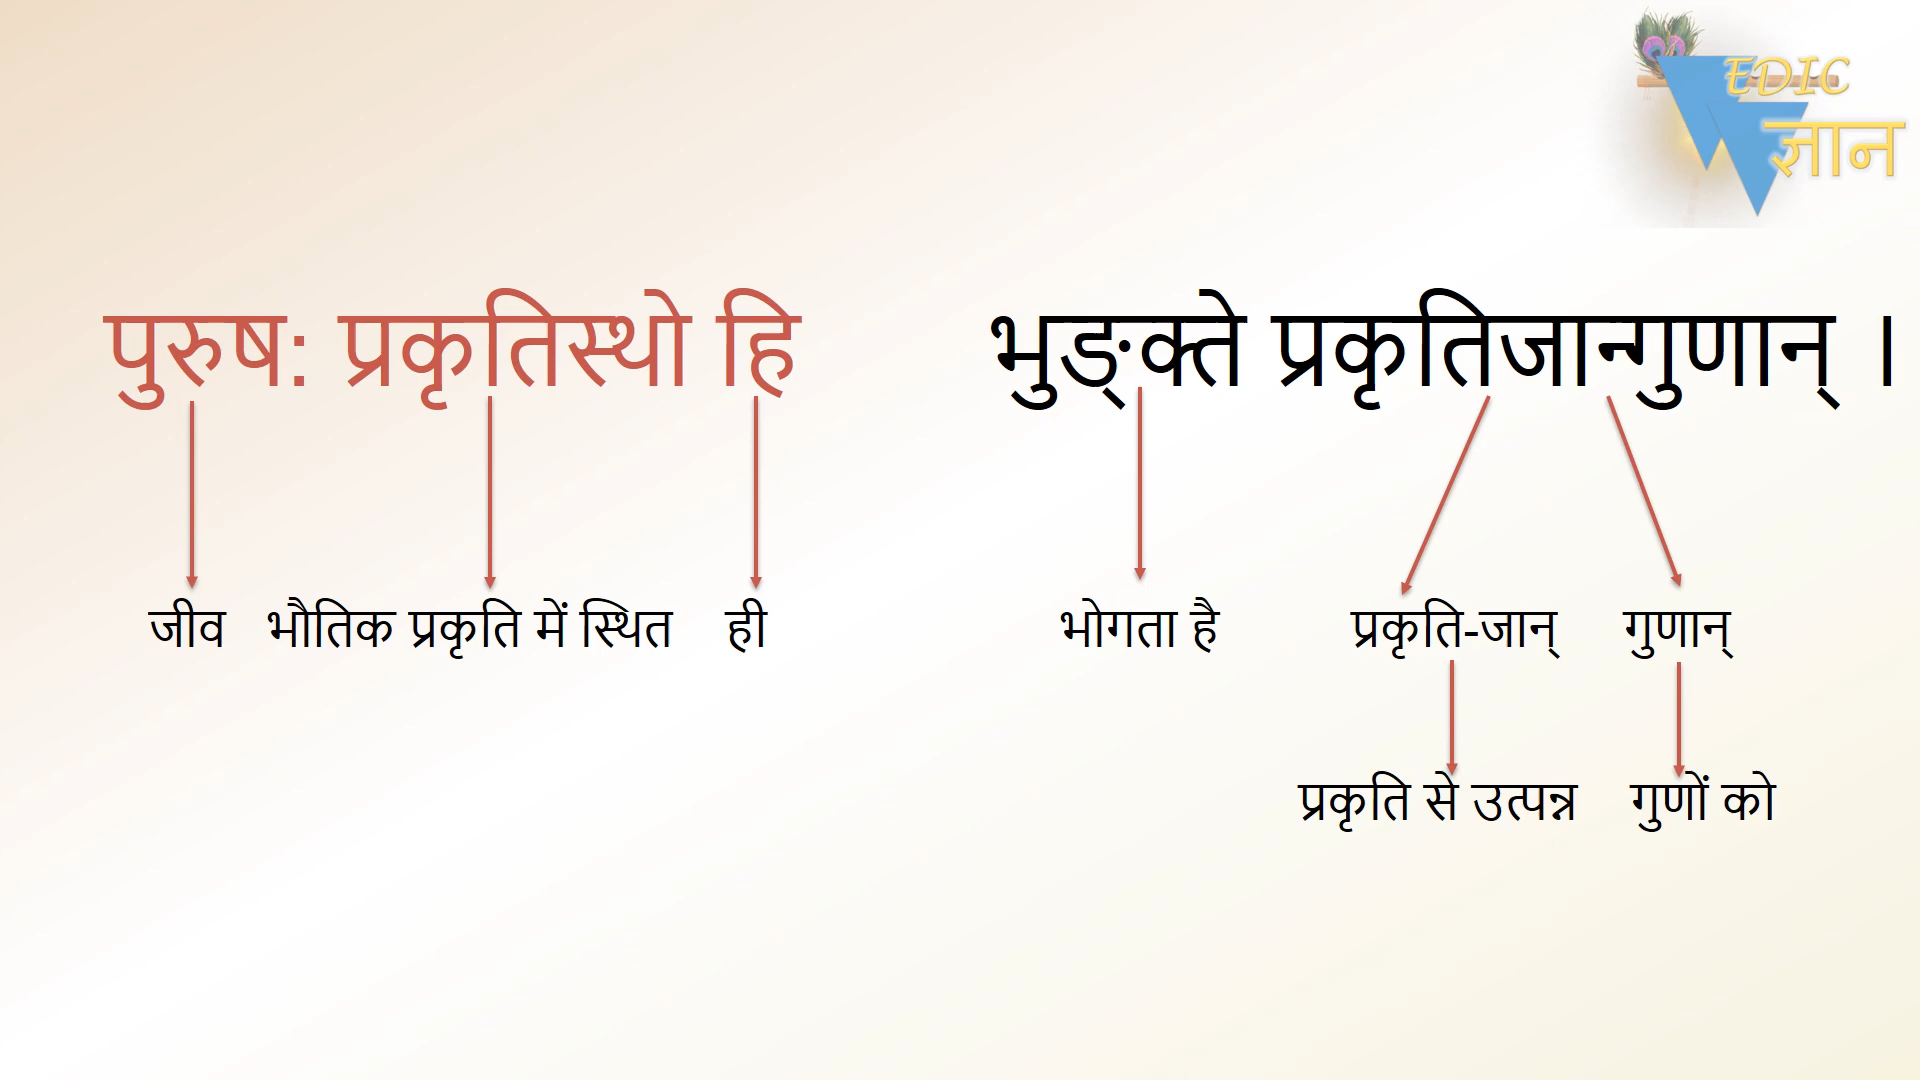 EDIC
ज्ञान
पुरुष: प्रकृतिस्थो हि भुङ्क्ते प्रकृतिजान्गुणान् ।
जीव भौतिक प्रकृति में स्थित ही भोगता है प्रकृति-जान् गुणान्
प्रकृति से उत्पन्न गुणों को